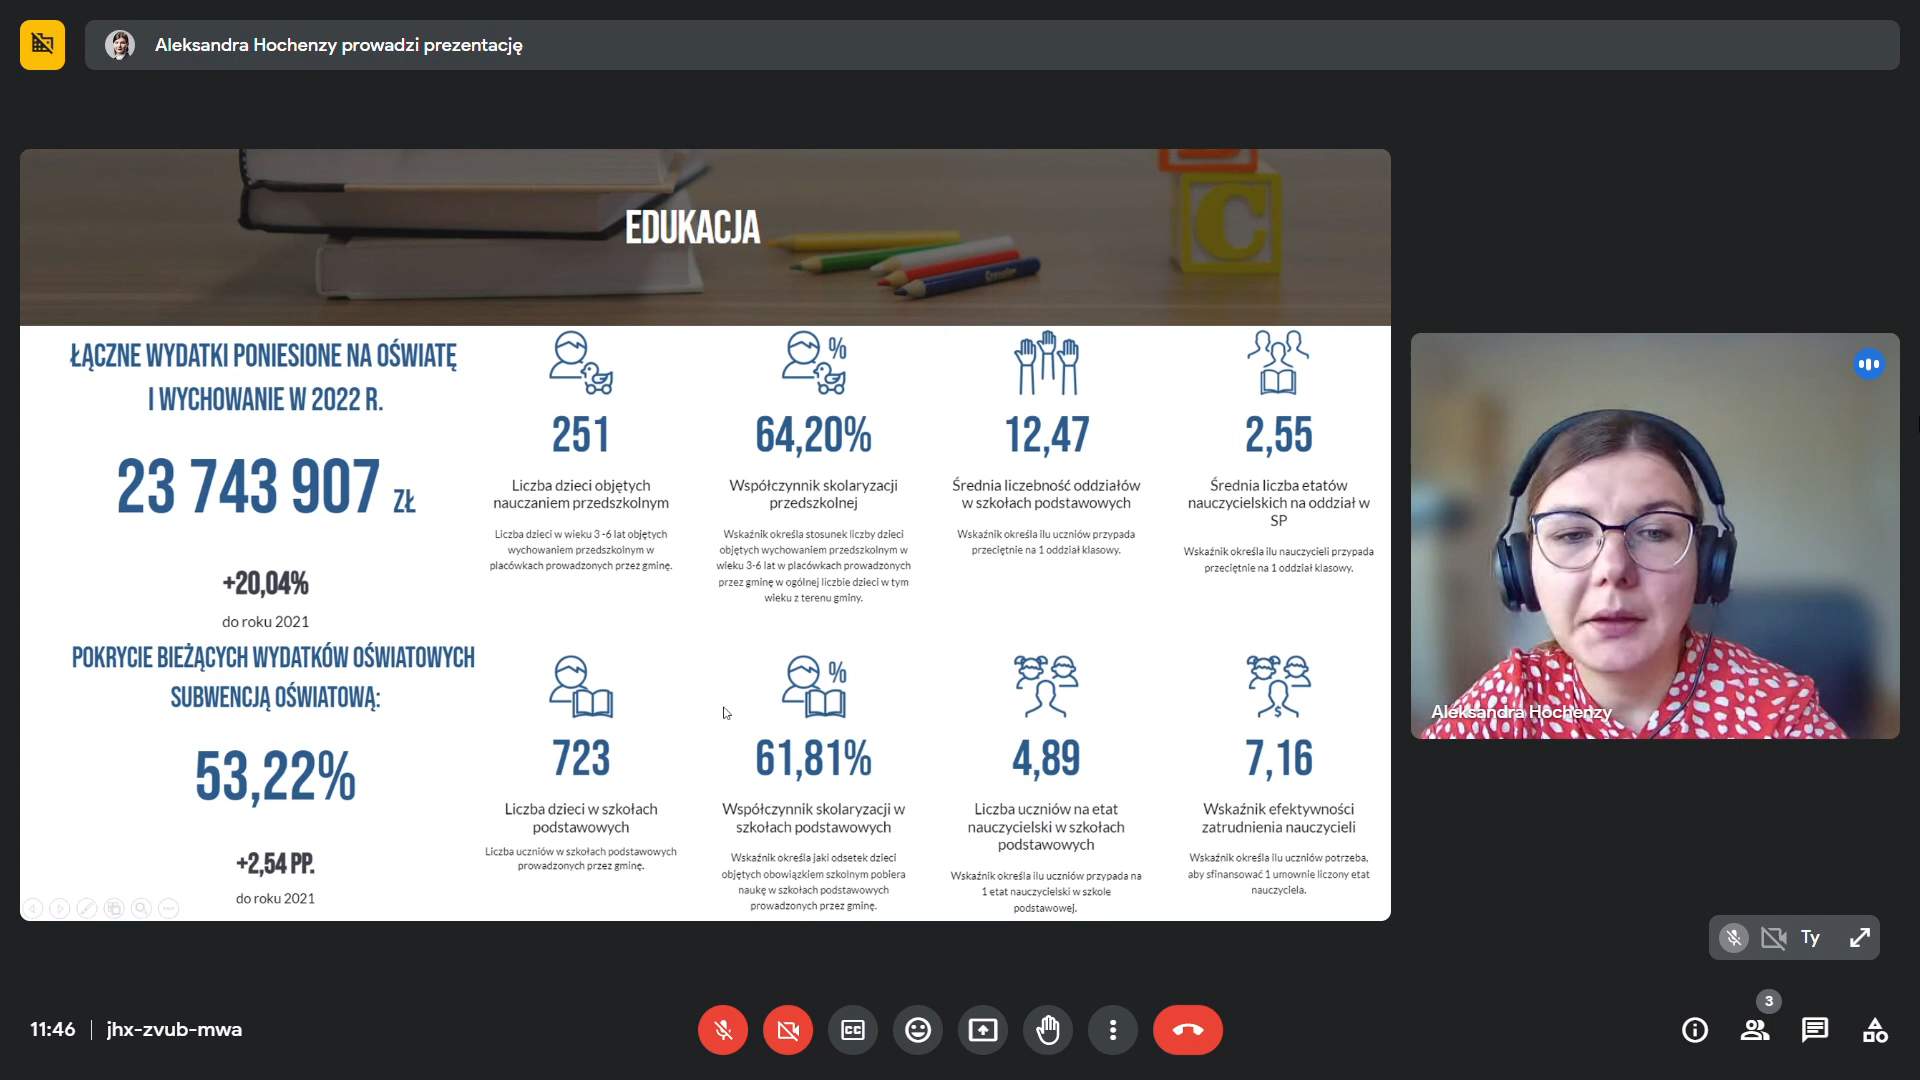 Aleksandra Hochenzy prowadzi prezentację
EDUKACJA
ŁĄCZNE WYDATKI PONIESIONE NA OŚWIATĘ
I WYCHOWANIE W 2022 R.
23 743 907 ZŁ
+20,04%
do roku 2021
POKRYCIE BIEŻĄCYCH WYDATKÓW OŚWIATOWYCH
SUBWENCJĄ OŚWIATOWĄ:
53,22%
+2,54 PP.
do roku 2021
251
Liczba dzieci objętych
nauczaniem przedszkolnym
Liczba dzieci w wieku 3 -6 lat objętych
wychowaniem przedszkolnym w
placówkach prowadzonych przez gminę.
%
64,20%
Współczynnik skolaryzacji
przedszkolnej
Wskaźnik określa stosunek liczby dzieci
objętych wychowaniem przedszkolnym w
wieku 3-6 lat w placówkach prowadzonych
przez gminę w ogólnej liczbie dzieci w tym
wieku z terenu gminy.
12,47
Średnia liczebność oddziałów
w szkołach podstawowych
Wskaźnik określa ilu uczniów przypada
przeciętnie na 1 oddział klasowy.
2,55
Średnia liczba etatów
nauczycielskich na oddział w
SP
Wskaźnik określa ilu nauczycieli przypada
przeciętnie na 1 oddział klasowy.
723
Liczba dzieci w szkołach
podstawowych
Liczba uczniów w szkołach podstawowych
prowadzonych przez gminę.
%
61,81%
Współczynnik skolaryzacji w
szkołach podstawowych
Wskaźnik określa jaki odsetek dzieci
objętych obowiązkiem szkolnym pobiera
naukę w szkołach podstawowych
prowadzonych przez gminę.
4,89
Liczba uczniów na etat
nauczycielski w szkołach
podstawowych
Wskaźnik określa ilu uczniów przypada na
1 etat nauczycielski w szkole
podstawowej.
$
7,16
Wskaźnik efektywności
zatrudnienia nauczycieli
Wskaźnik określa ilu uczniów potrzeba,
aby sfinansować 1 umownie liczony etat
nauczyciela.
C
Aleksandra Hochenzy
Ty
11:46 | jhx-zvub-mwa
CC
3